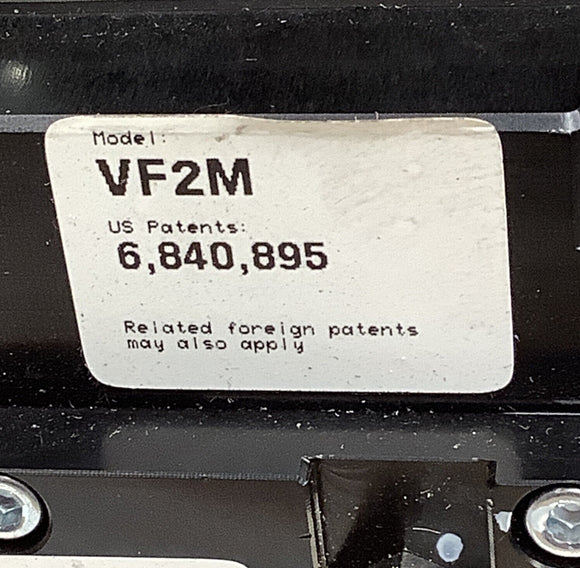 Model:
VF2M
US Patents:
6,840,895
Related foreign patents
may also apply